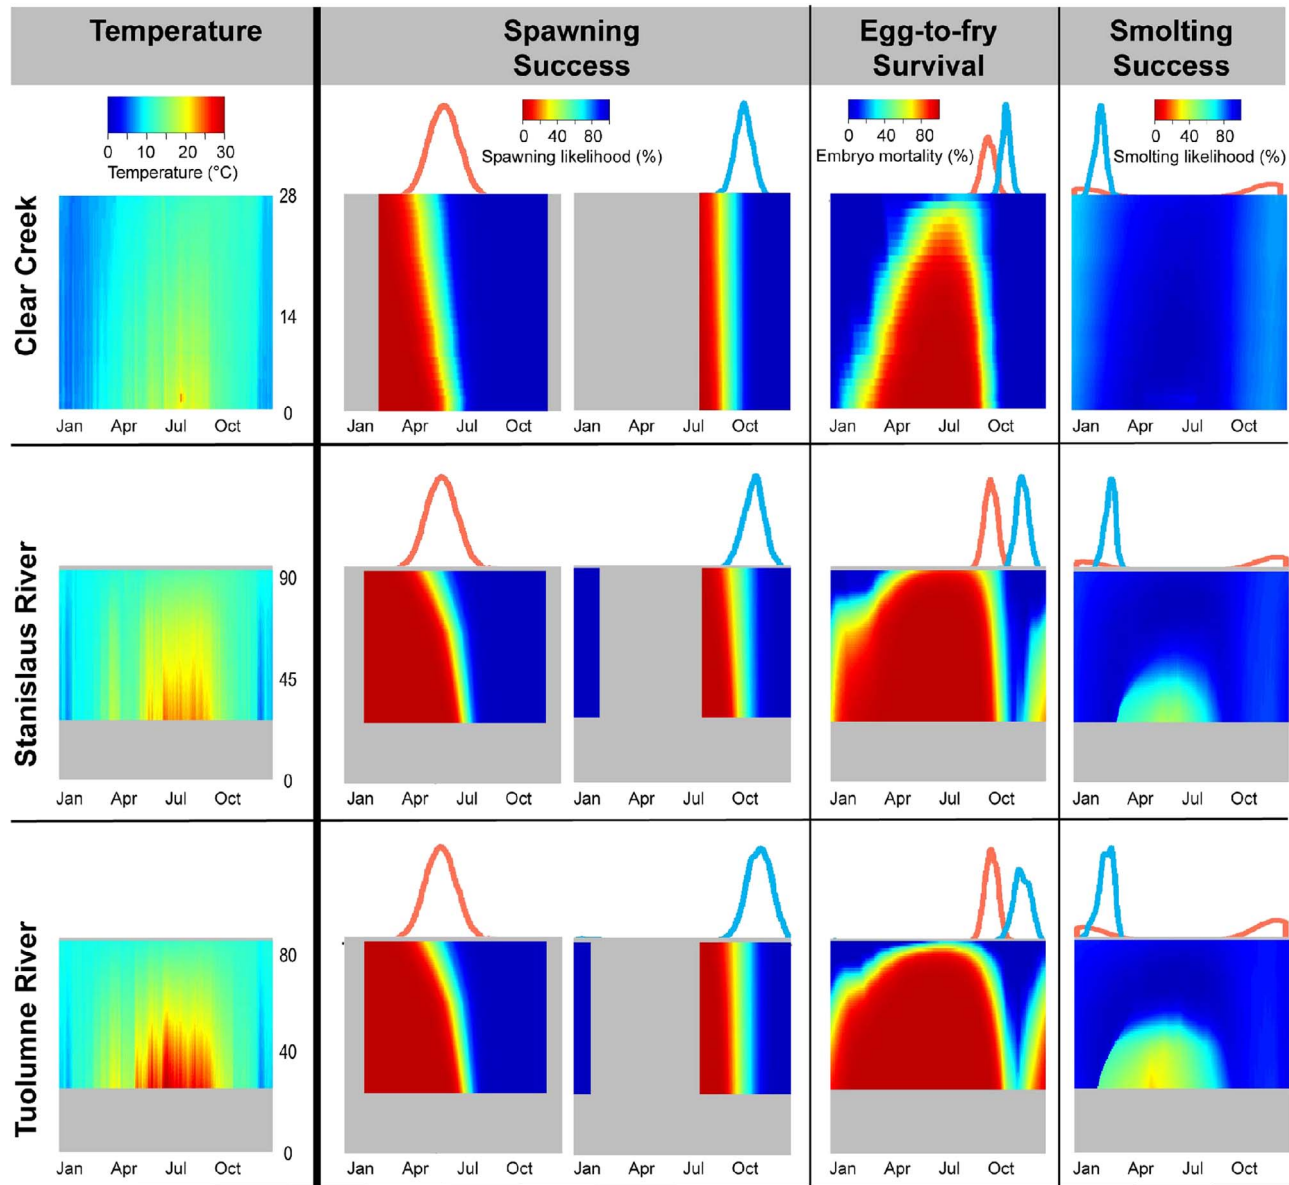 Temperature
Spawning
Success
Egg-to-fry
Survival
Smolting
Success
0 10 20 30
Temperature (°C)
0 40 80
Spawning likelihood (%)
0 40 80
Embryo mortality (%)
0 40 80
Smolting likelihood (%)
Clear Creek
28
14
0
Jan Apr Jul Oct
Jan Apr Jul Oct
Jan Apr Jul Oct
Jan Apr Jul Oct
Jan Apr Jul Oct
Stanislaus River
90
45
0
Jan Apr Jul Oct
Jan Apr Jul Oct
Jan Apr Jul Oct
Jan Apr Jul Oct
Jan Apr Jul Oct
Tuolumne River
80
40
0
Jan Apr Jul Oct
Jan Apr Jul Oct
Jan Apr Jul Oct
Jan Apr Jul Oct
Jan Apr Jul Oct